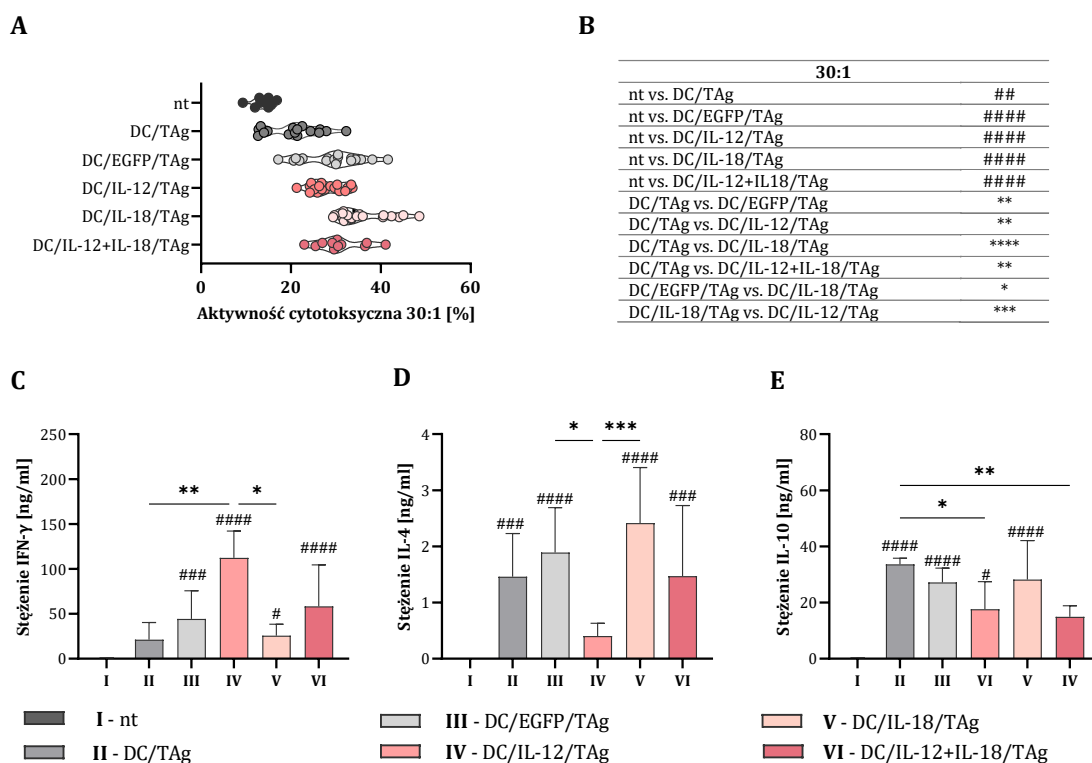 A
nt
DC/TAg
DC/EGFP/TAg
DC/IL-12/TAg
DC/IL-18/TAg
DC/IL-12+IL-18/TAg
0 20 40 60
Aktywność cytotoksyczna 30:1 [%]
B
30:1
nt vs. DC/TAg ##
nt vs. DC/EGFP/TAg ####
nt vs. DC/IL-12/TAg ####
nt vs. DC/IL-18/TAg ####
nt vs. DC/IL-12+IL18/TAg ####
DC/TAg vs. DC/EGFP/TAg **
DC/TAg vs. DC/IL-12/TAg **
DC/TAg vs. DC/IL-18/TAg ****
DC/TAg vs. DC/IL-12+IL-18/TAg **
DC/EGFP/TAg vs. DC/IL-18/TAg *
DC/IL-18/TAg vs. DC/IL-12/TAg ***
C
Stężenie IFN-γ [ng/ml]
250
200
150
100
50
0
** *
####
###
#
####
I II III IV V VI
D
Stężenie IL-4 [ng/ml]
4
3
2
1
0
* ***
###
####
####
###
I II III IV V VI
E
Stężenie IL-10 [ng/ml]
80
60
40
20
0
**
*
####
####
#
####
I II III VI V IV
I - nt
II - DC/TAg
III - DC/EGFP/TAg
IV - DC/IL-12/TAg
V - DC/IL-18/TAg
VI - DC/IL-12+IL-18/TAg